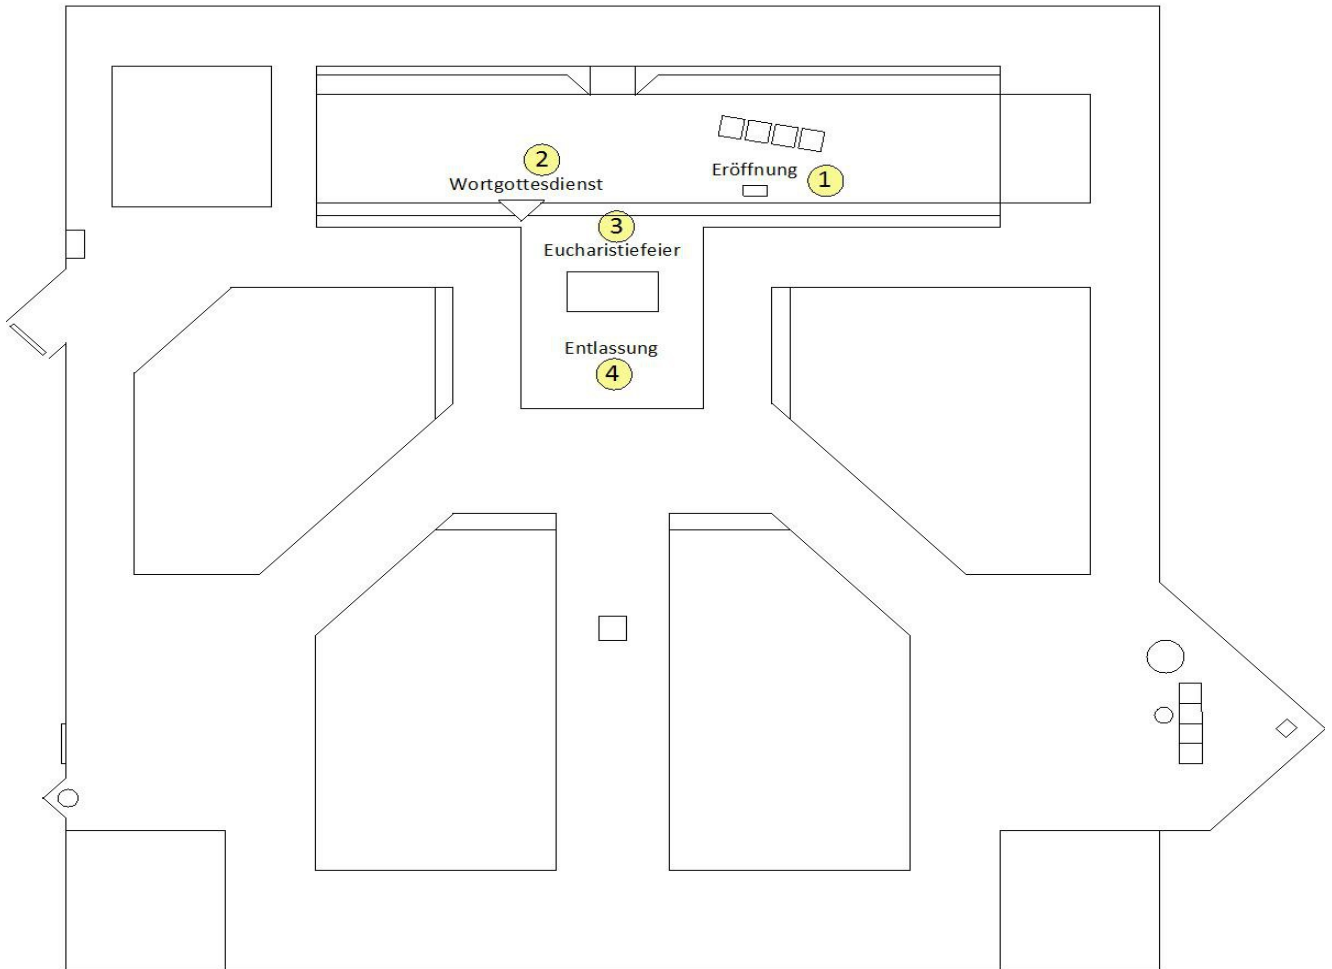 2
Wortgottesdienst
Eröffnung
1
3
Eucharistiefeier
Entlassung
4